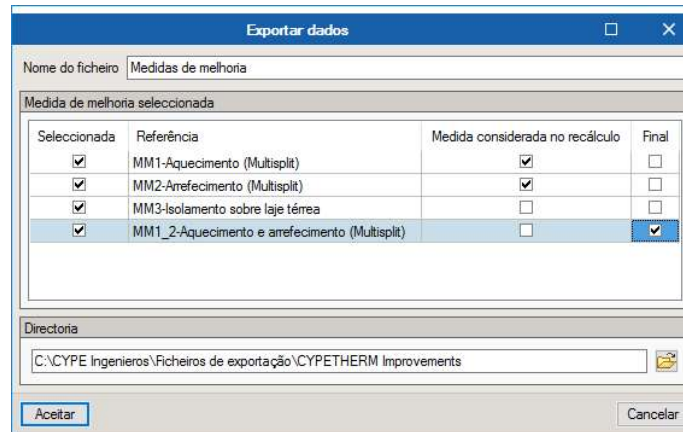 Exportar dados
Nome do ficheiro Medidas de melhoria
Medida de melhoria seleccionada
Seleccionada Referência Medida considerada no recálculo Final
MM1-Aquecimento (Multisplit)
MM2-Arrefecimento (Multisplit)
MM3-Isolamento sobre laje térrea
MM1_2-Aquecimento e arrefecimento (Multisplit)
Directoria
C:\CYPE Ingenieros\Ficheiros de exportação\CYPETHERM Improvements
Aceitar Cancelar